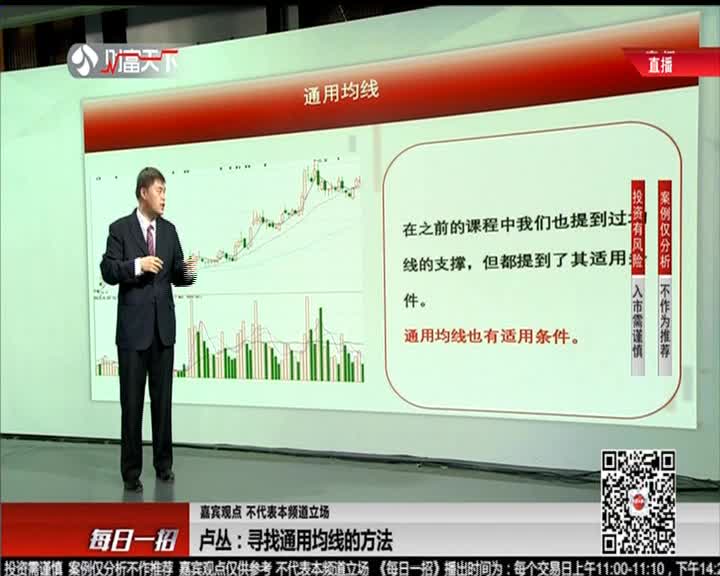 财富天下
直播
通用均线
在之前的课程中我们也提到过均
线的支撑，但都提到了其适用条
件。
通用均线也有适用条件。
案例仅分析 不作为推荐
投资有风险 入市需谨慎
嘉宾观点 不代表本频道立场
每日一招
卢丛：寻找通用均线的方法
投资需谨慎 案例仅分析不作推荐 嘉宾观点仅供参考 不代表本频道立场 《每日一招》播出时间为：每个交易日上午11:00-11:10，下午14:2